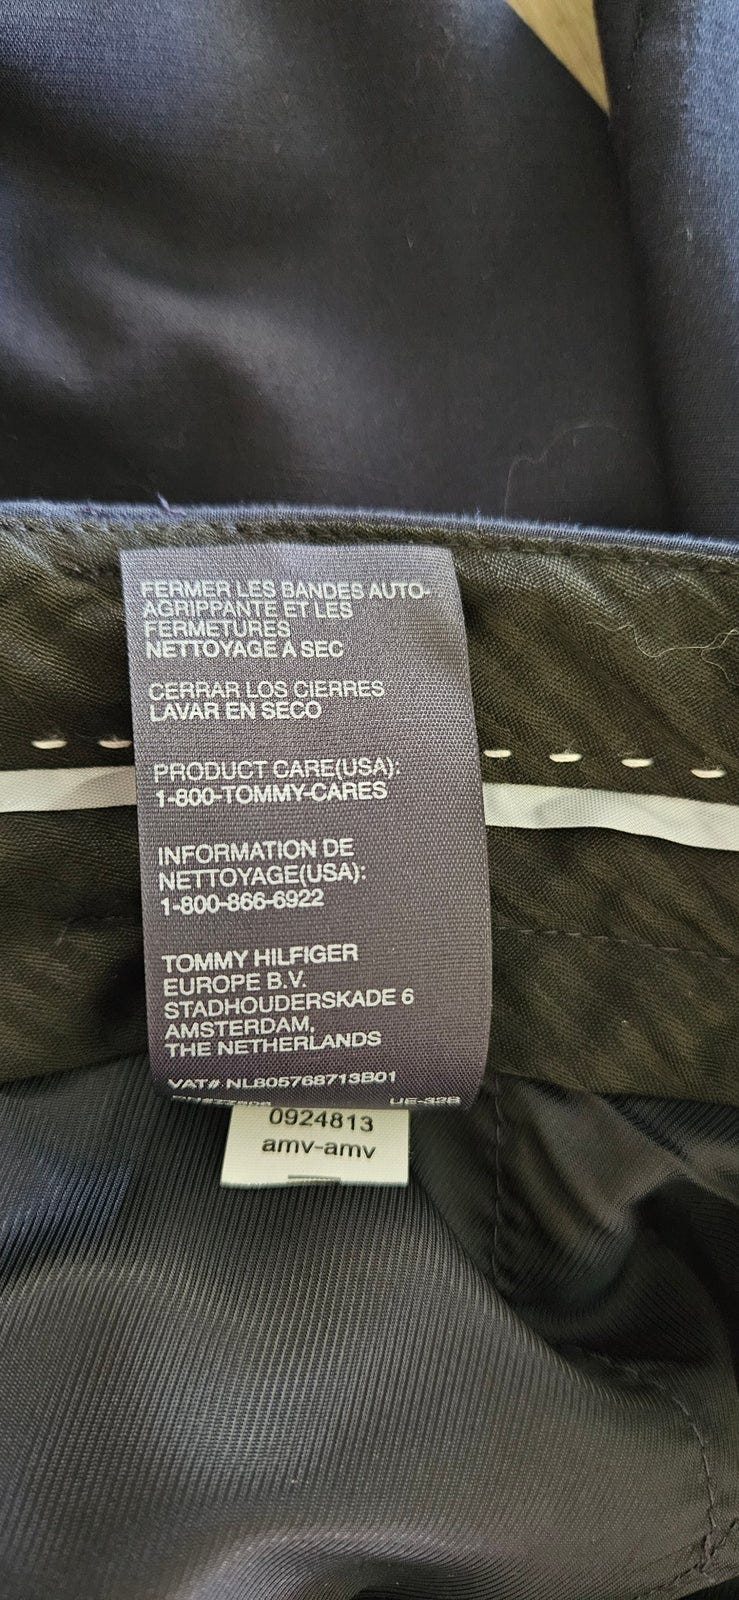 FERMER LES BANDES AUTO-
AGRIPPANTE ET LES
FERMETURES
NETTOYAGE A SEC
CERRAR LOS CIERRES
LAVAR EN SECO
PRODUCT CARE(USA):
1-800-TOMMY-CARES
INFORMATION DE
NETTOYAGE(USA):
1-800-866-6922
TOMMY HILFIGER
EUROPE B.V.
STADHOUDERSKADE 6
AMSTERDAM,
THE NETHERLANDS
VAT# NL805768713B01
UE-32B
0924813
amv-amv